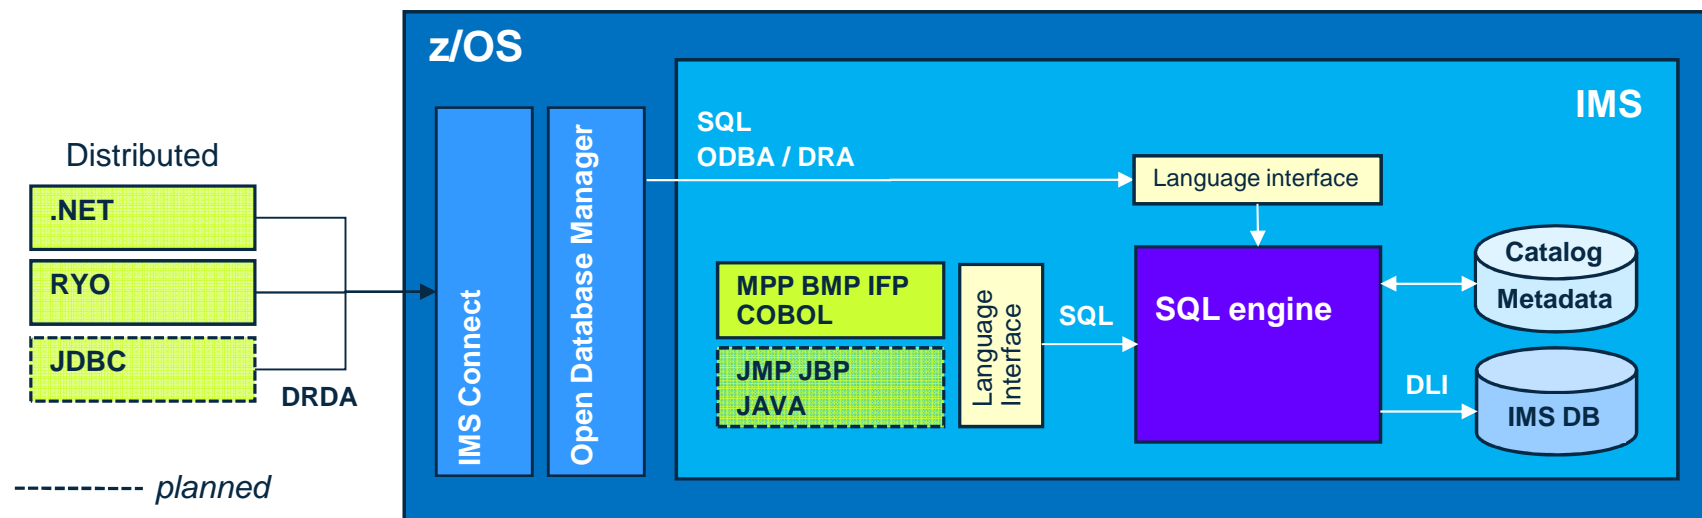 z/OS
IMS
Distributed
.NET
RYO
JDBC
DRDA
planned
IMS Connect
Open Database Manager
SQL
ODBA / DRA
Language interface
MPP BMP IFP
COBOL
JMP JBP
JAVA
Language
Interface
SQL
SQL engine
Catalog
Metadata
DLI
IMS DB